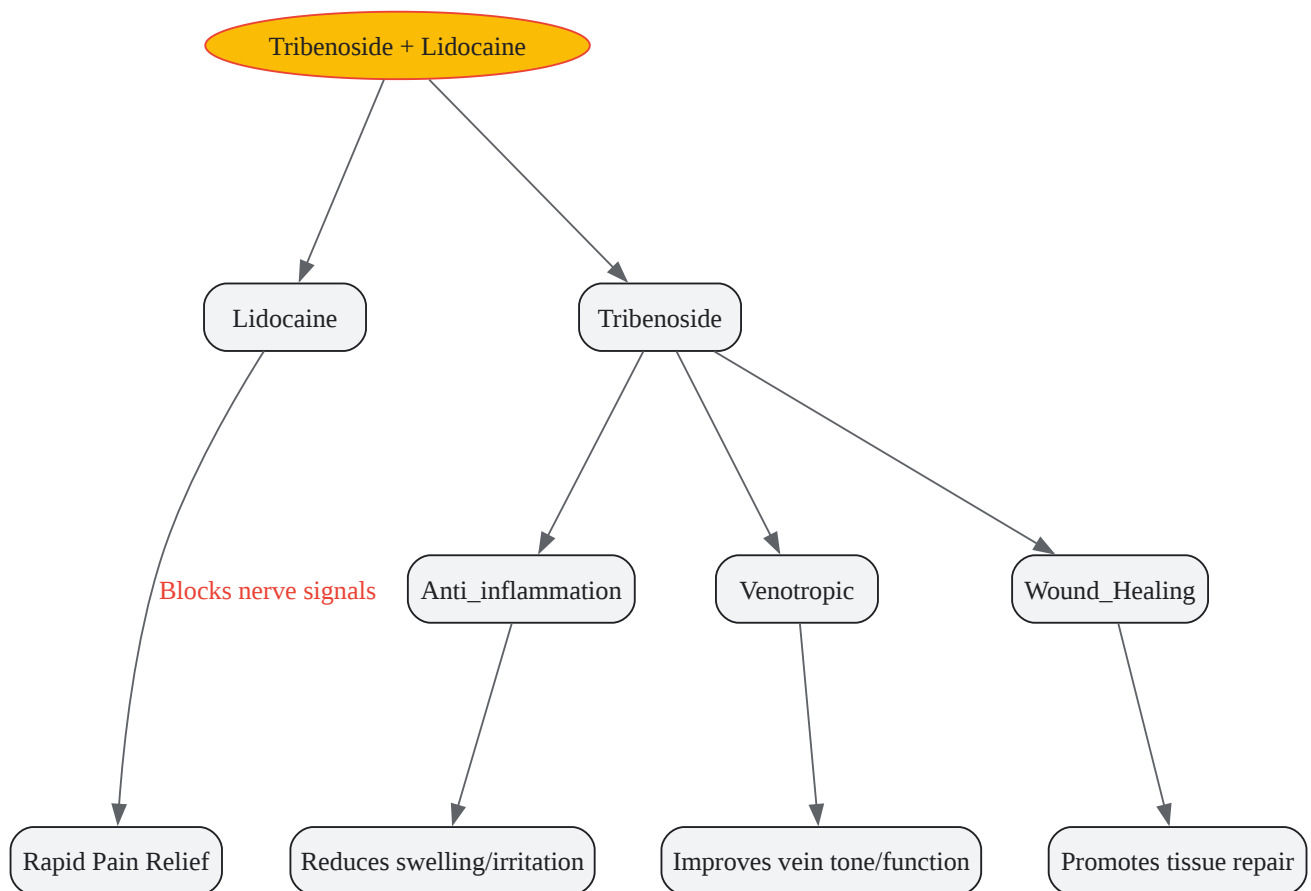 Tribenoside + Lidocaine
Lidocaine
Tribenoside
Blocks nerve signals
Anti_inflammation
Venotropic
Wound_Healing
Rapid Pain Relief
Reduces swelling/irritation
Improves vein tone/function
Promotes tissue repair